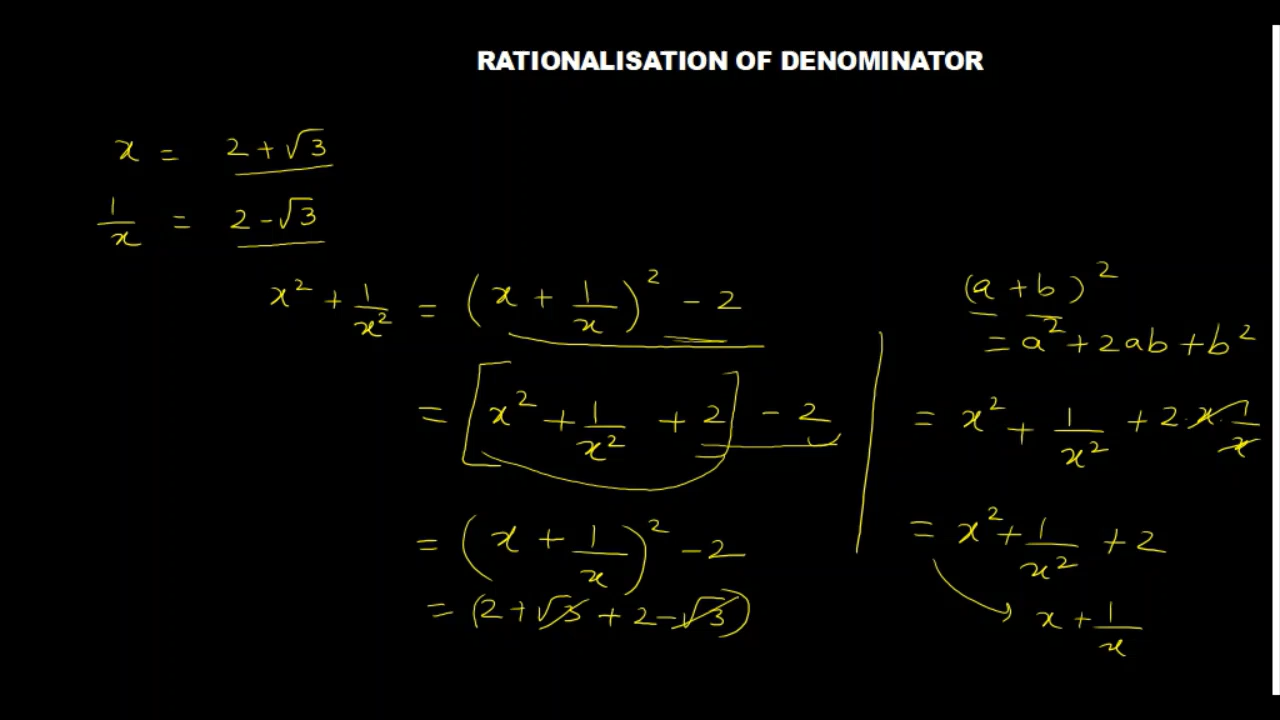 RATIONALISATION OF DENOMINATOR
x = 2 + √3
1/x = 2 - √3
x² + 1/x² = (x + 1/x)² - 2
= [x² + 1/x² + 2] - 2
= (x + 1/x)² - 2
= (2 + √3 + 2 - √3)
(a + b)²
= a² + 2ab + b²
= x² + 1/x² + 2·x·1/x
= x² + 1/x² + 2
x + 1/x